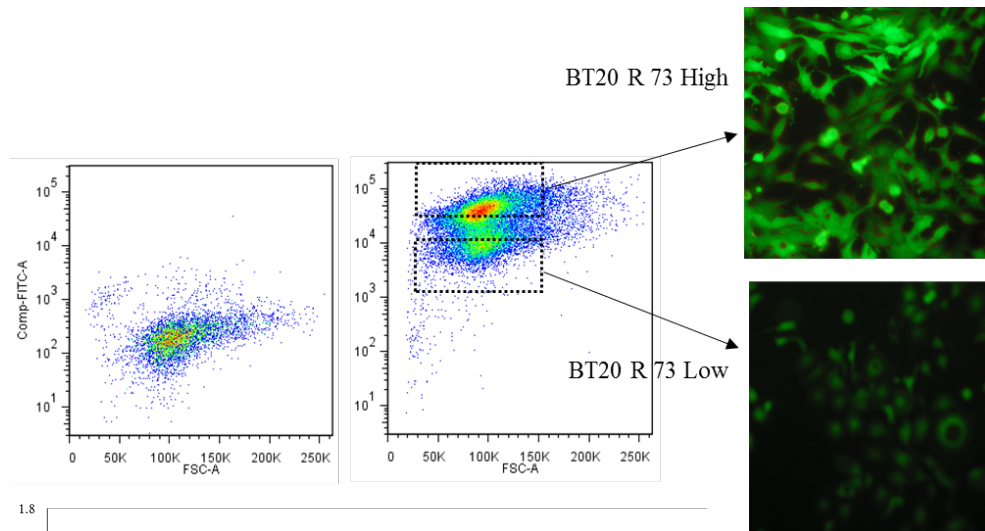 BT20 R 73 High
Comp-FITC-A
10^5
10^4
10^3
10^2
10^1
0
50K
100K
150K
200K
250K
FSC-A
10^5
10^4
10^3
10^2
10^1
0
50K
100K
150K
200K
250K
FSC-A
BT20 R 73 Low
1.8